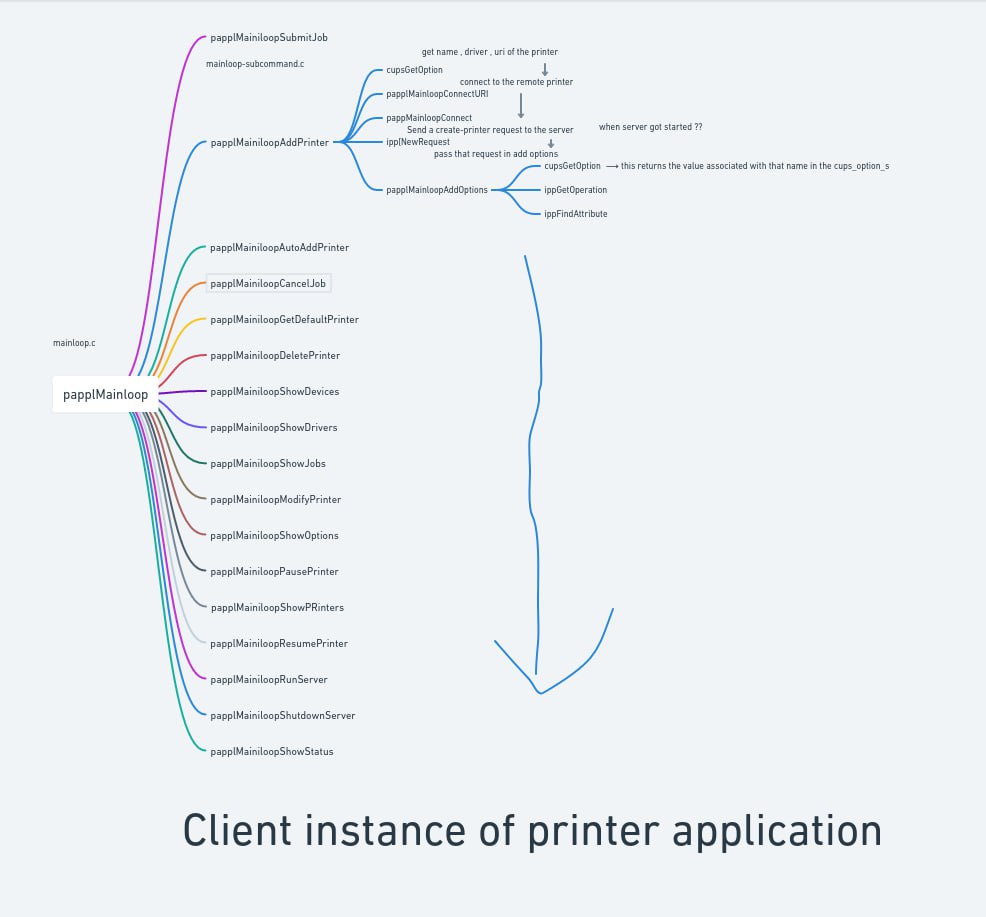 papplMainiloopSubmitJob
mainloop-subcommand.c
get name , driver , uri of the printer
cupsGetOption
connect to the remote printer
papplMainloopConnectURI
pappMainloopConnect
Send a create-printer request to the server
when server got started ??
papplMainiloopAddPrinter
ipp[NewRequest
pass that request in add options
cupsGetOption
this returns the value associated with that name in the cups_option_s
papplMainloopAddOptions
ippGetOperation
ippFindAttribute
papplMainiloopAutoAddPrinter
papplMainiloopCancelJob
papplMainiloopGetDefaultPrinter
mainloop.c
papplMainiloopDeletePrinter
papplMainloop
papplMainiloopShowDevices
papplMainiloopShowDrivers
papplMainiloopShowJobs
papplMainiloopModifyPrinter
papplMainiloopShowOptions
papplMainiloopPausePrinter
papplMainiloopShowPRinters
papplMainiloopResumePrinter
papplMainiloopRunServer
papplMainiloopShutdownServer
papplMainiloopShowStatus
Client instance of printer application